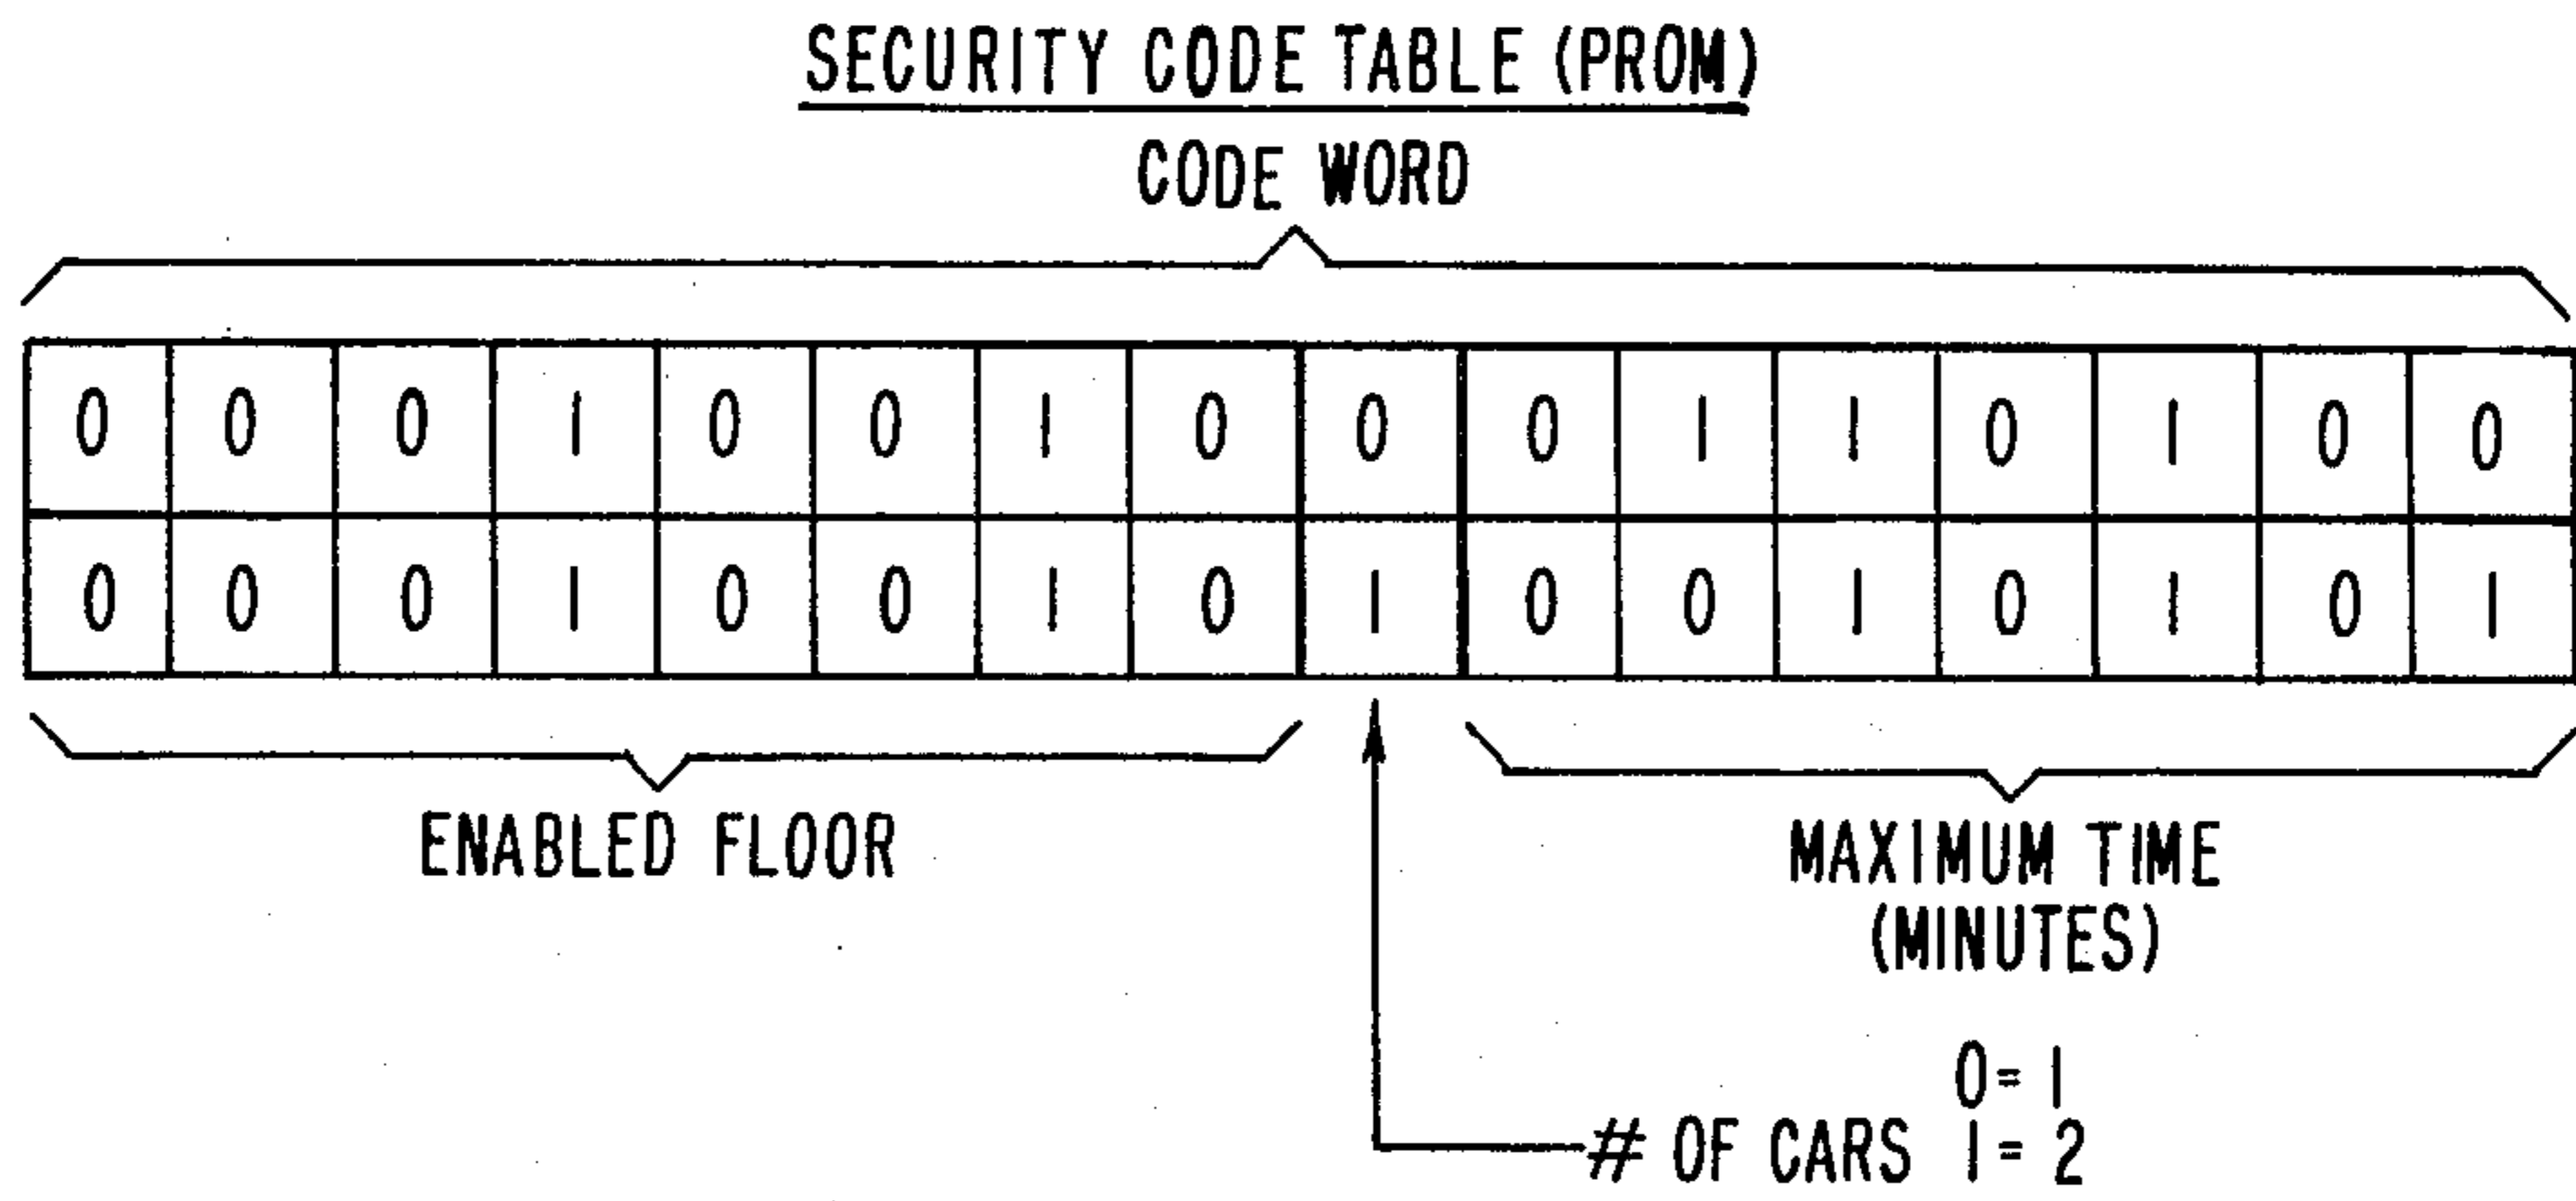 SECURITY CODE TABLE (PROM)
CODE WORD
0 0 0 1 0 0 1 0 0 0 1 1 0 1 0 0
0 0 0 1 0 0 1 0 1 0 0 1 0 1 0 1
ENABLED FLOOR
MAXIMUM TIME
(MINUTES)
0 = 1
# OF CARS 1 = 2